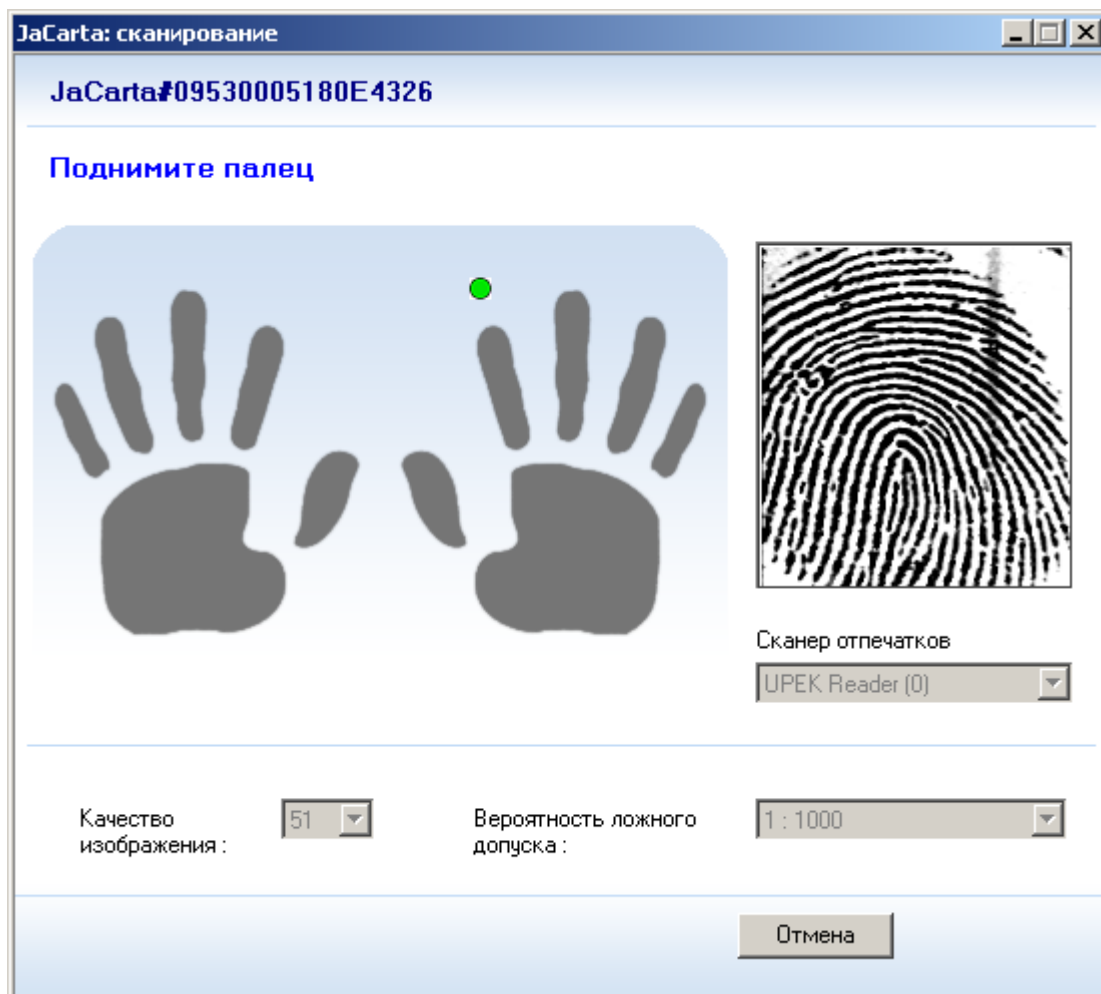 JaCarta: сканирование
JaCarta#09530005180E4326
Поднимите палец
Сканер отпечатков
UPEK Reader (0)
Качество
изображения :
51
Вероятность ложного
допуска :
1 : 1000
Отмена